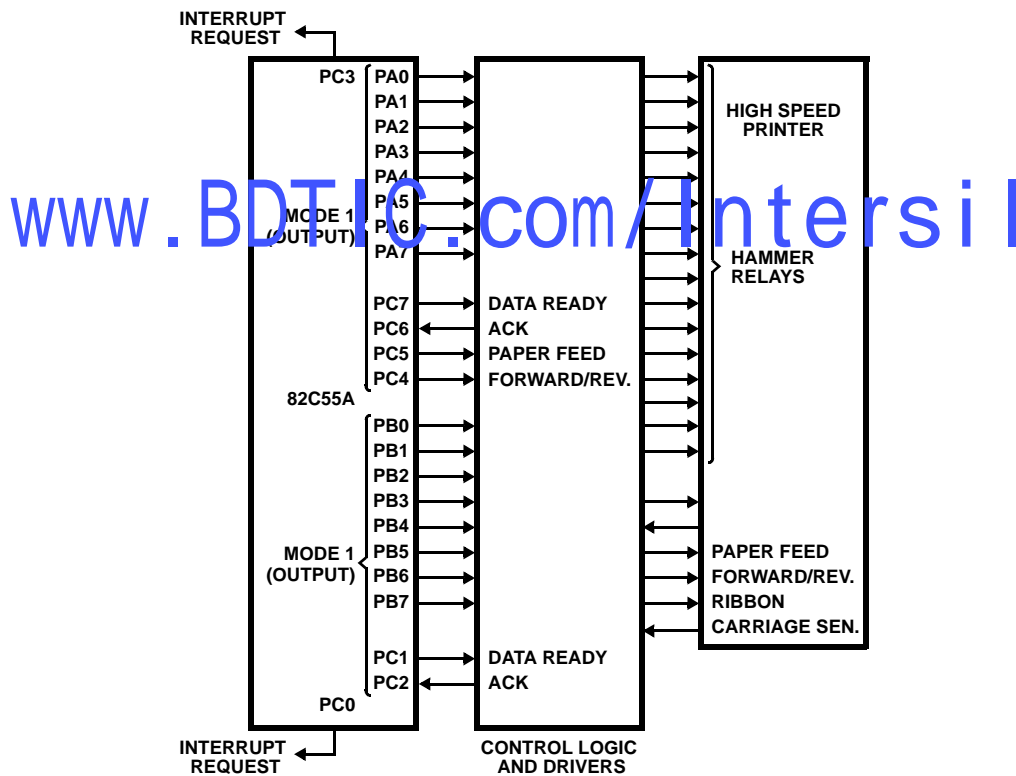 INTERRUPT
REQUEST
PC3
PA0
PA1
PA2
PA3
PA4
PA5
PA6
PA7
MODE 1
(OUTPUT)
PC7
PC6
PC5
PC4
82C55A
PB0
PB1
PB2
PB3
PB4
PB5
PB6
PB7
MODE 1
(OUTPUT)
PC1
PC2
PC0
INTERRUPT
REQUEST
DATA READY
ACK
PAPER FEED
FORWARD/REV.
DATA READY
ACK
CONTROL LOGIC
AND DRIVERS
HIGH SPEED
PRINTER
HAMMER
RELAYS
PAPER FEED
FORWARD/REV.
RIBBON
CARRIAGE SEN.
www.BDTIC.com/Intersil